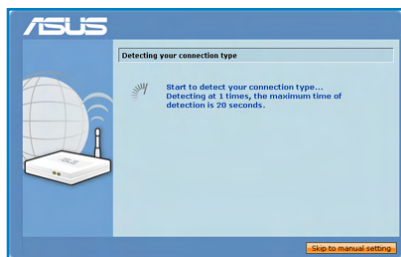 ASUS
Detecting your connection type
Start to detect your connection type...
Detecting at 1 times, the maximum time of
detection is 20 seconds.
Skip to manual setting